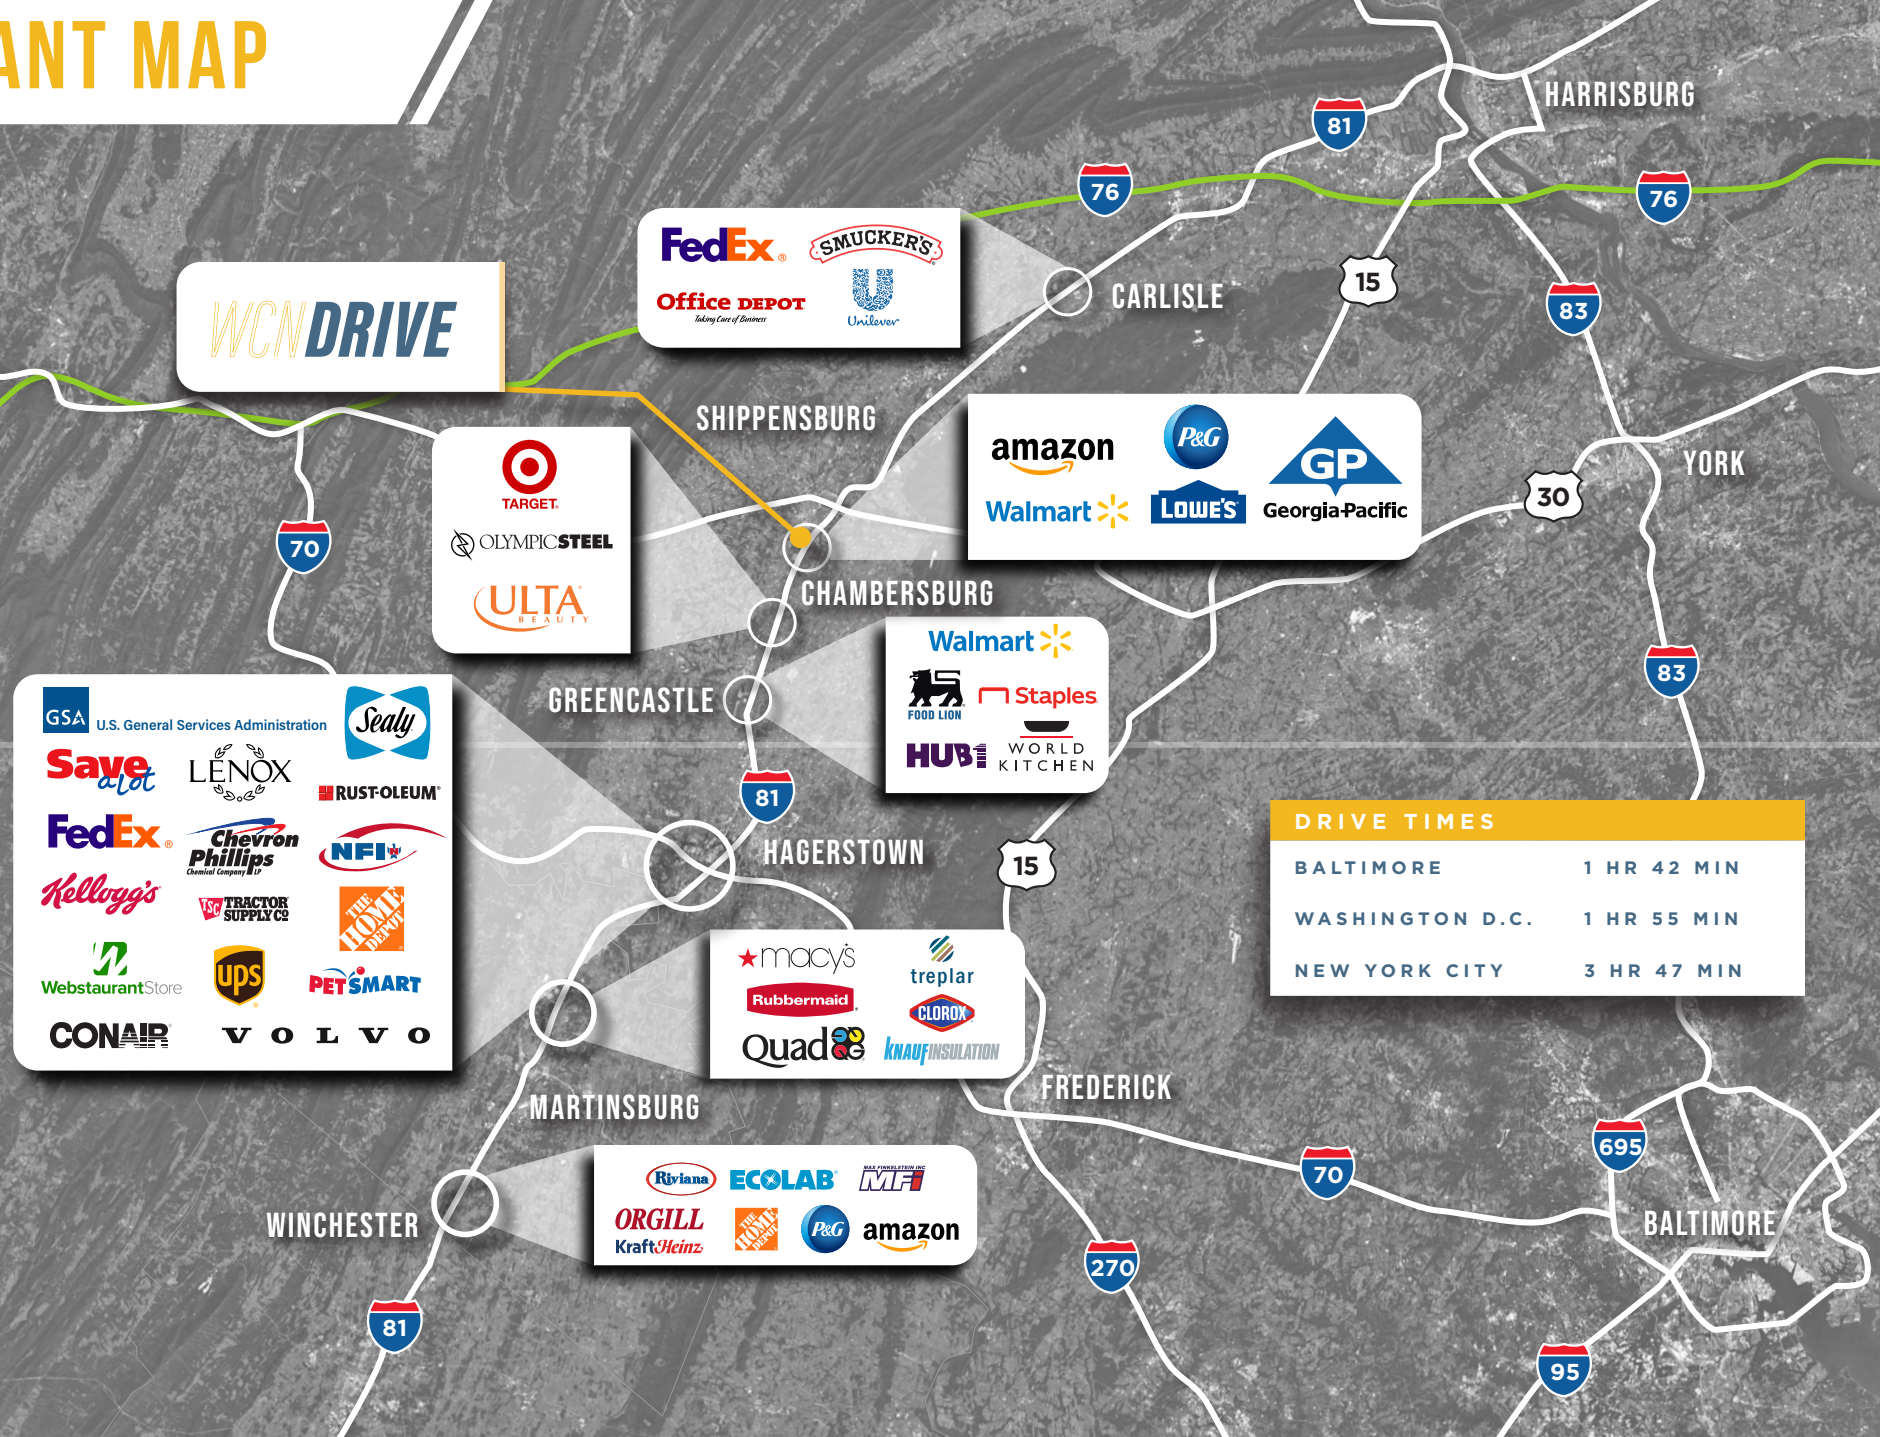 ANT MAP
HARRISBURG
81
76
76
FedEx®
SMUCKER'S
Office DEPOT
Taking Care of Business
Unilever
CARLISLE
15
83
WCNDRIVE
SHIPPENSBURG
amazon
P&G
GP
Walmart
LOWE'S
Georgia-Pacific
YORK
30
TARGET
OLYMPICSTEEL
ULTA
BEAUTY
70
CHAMBERSBURG
Walmart
FOOD LION
Staples
HUB1
WORLD
KITCHEN
GREENCASTLE
83
81
GSA
U.S. General Services Administration
Sealy
Save
a lot
LENOX
RUST-OLEUM®
FedEx®
Chevron
Phillips
Chemical Company LP
NFI
Kellogg's
TSC
TRACTOR
SUPPLY CO
THE
HOME
DEPOT
WebstaurantStore
ups
PETSMART
CONAIR
VOLVO
HAGERSTOWN
15
DRIVE TIMES
BALTIMORE 1 HR 42 MIN
WASHINGTON D.C. 1 HR 55 MIN
NEW YORK CITY 3 HR 47 MIN
macy's
treplar
Rubbermaid
CLOROX
Quad
KNAUFINSULATION
FREDERICK
MARTINSBURG
695
70
Riviana
ECOLAB®
MAX FINKELSTEIN INC
MFI
ORGILL
KraftHeinz
THE
HOME
DEPOT
P&G
amazon
WINCHESTER
BALTIMORE
270
81
95